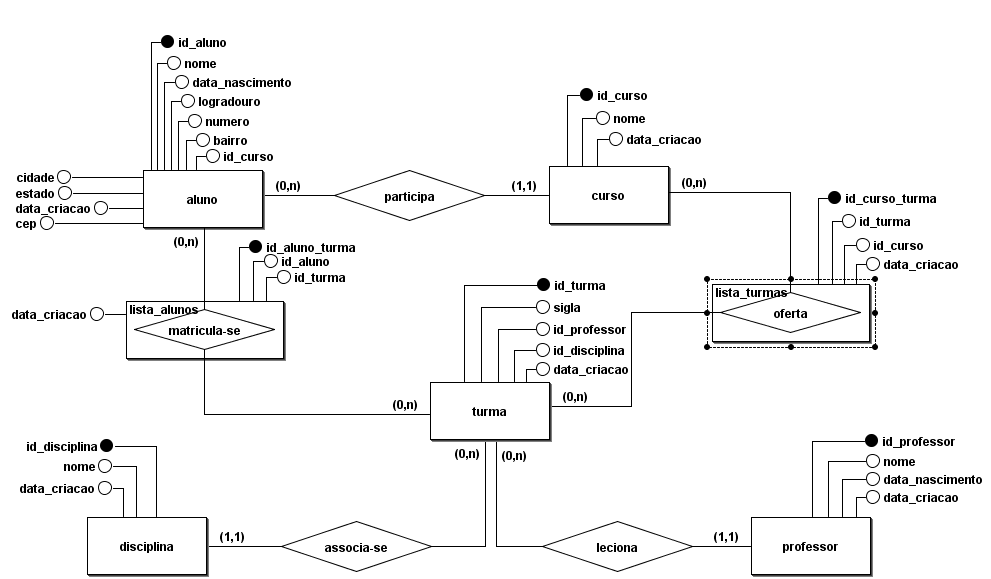 id_aluno
nome
data_nascimento
logradouro
numero
bairro
id_curso
cidade
estado
data_criacao
cep
aluno
(0,n)
participa
(1,1)
id_curso
nome
data_criacao
curso
(0,n)
id_curso_turma
id_turma
id_curso
data_criacao
lista_turmas
oferta
(0,n)
id_aluno_turma
id_aluno
id_turma
data_criacao
lista_alunos
matricula-se
(0,n)
id_turma
sigla
id_professor
id_disciplina
data_criacao
turma
(0,n)
(0,n)
(0,n)
id_disciplina
nome
data_criacao
disciplina
(1,1)
associa-se
leciona
(1,1)
id_professor
nome
data_nascimento
data_criacao
professor